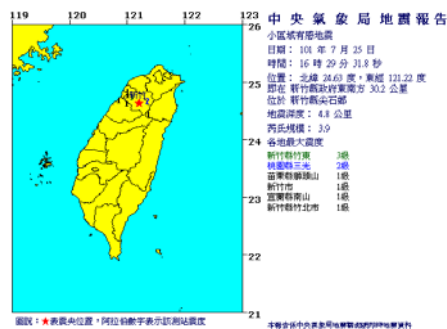 119 120 121 122 123
26
25
24
23
22
21
中央氣象局地震報告
小區域有感地震
日期： 101 年 7 月 25 日
時間： 16 時 29 分 31.8 秒
位置： 北緯 24.63 度，東經 121.22 度
即在 新竹縣政府東南方 30.2 公里
位於 新竹縣尖石鄉
地震深度： 4.8 公里
芮氏規模： 3.9
各地最大震度
新竹縣竹東 3級
桃園縣三光 2級
苗栗縣獅頭山 1級
新竹市 1級
宜蘭縣南山 1級
新竹縣竹北市 1級
圖說：★表震央位置，阿拉伯數字表示該測站震度